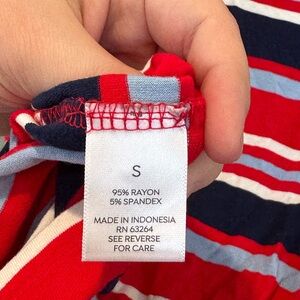 S
95% RAYON
5% SPANDEX
MADE IN INDONESIA
RN 63264
SEE REVERSE
FOR CARE